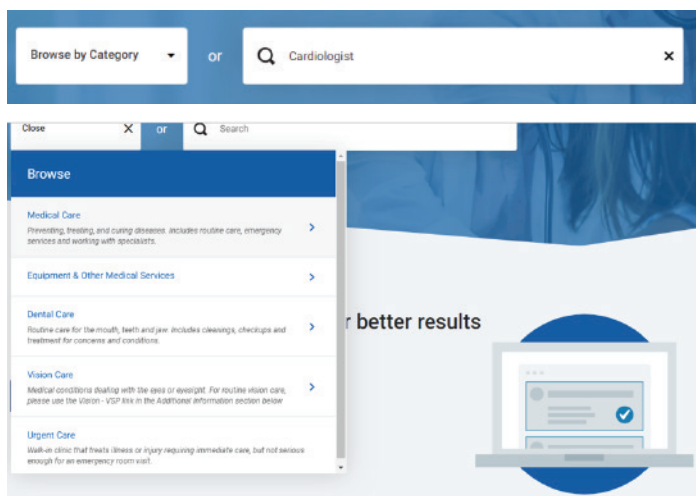 Browse by Category or Cardiologist
Close X or Search
Browse
Medical Care
Preventing, treating, and curing diseases. Includes routine care, emergency
services and working with specialists.
Equipment & Other Medical Services
Dental Care
Routine care for the mouth, teeth and jaw. Includes cleanings, checkups and
treatment for concerns and conditions.
r better results
Vision Care
Medical conditions dealing with the eyes or eyesight. For routine vision care,
please use the Vision - VSP link in the Additional Information section below
Urgent Care
Walk-in clinic that treats illness or injury requiring immediate care, but not serious
enough for an emergency room visit.